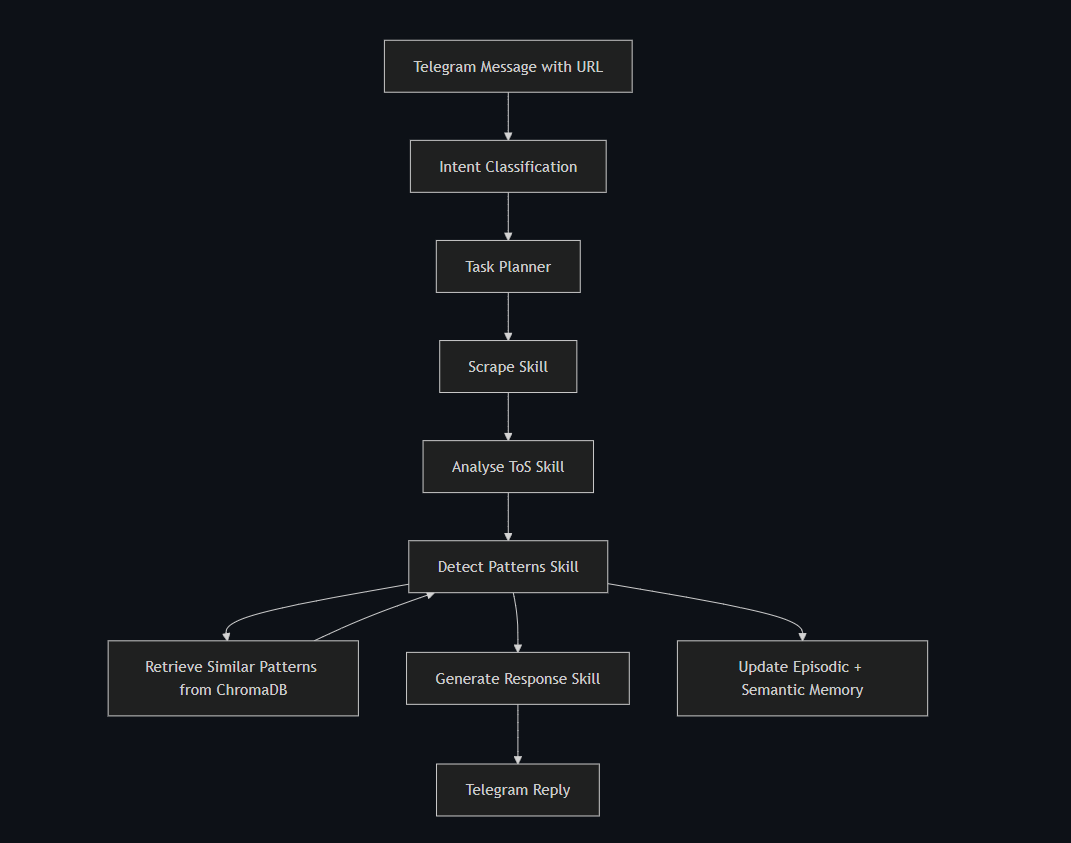 Telegram Message with URL
Intent Classification
Task Planner
Scrape Skill
Analyse ToS Skill
Detect Patterns Skill
Retrieve Similar Patterns
from ChromaDB
Generate Response Skill
Update Episodic +
Semantic Memory
Telegram Reply